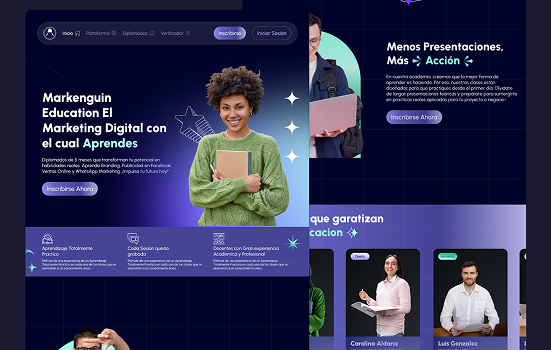 Inicio
Plataforma
Diplomados
Verificador
Inscribirse
Iniciar Sesión
Markenguin
Education El
Marketing Digital con
el cual Aprendes
Diplomados de 5 meses que transforman tu potencial en
habilidades reales. Aprende Branding, Publicidad en Facebook
Ventas Online y WhatsApp Marketing. ¡Impulsa tu futuro hoy!
Inscribirse Ahora
Aprendizaje Totalmente
Practico
Cada Sesion queda
grabada
Docentes con Gran experiencia
Académica y Profesional
Menos Presentaciones,
Más Acción
En nuestra academia, creemos que la mejor forma de
aprender es haciendo. Por eso, nuestras clases están
diseñadas para que practiques desde el primer día. Olvídate
de largas presentaciones teóricas y prepárate para sumergirte
en practicas reales aplicadas para tu proyecto o negocio-
Inscribirse Ahora
que garatizan
cacion
Carolina Aldana
Luis Gonzalez